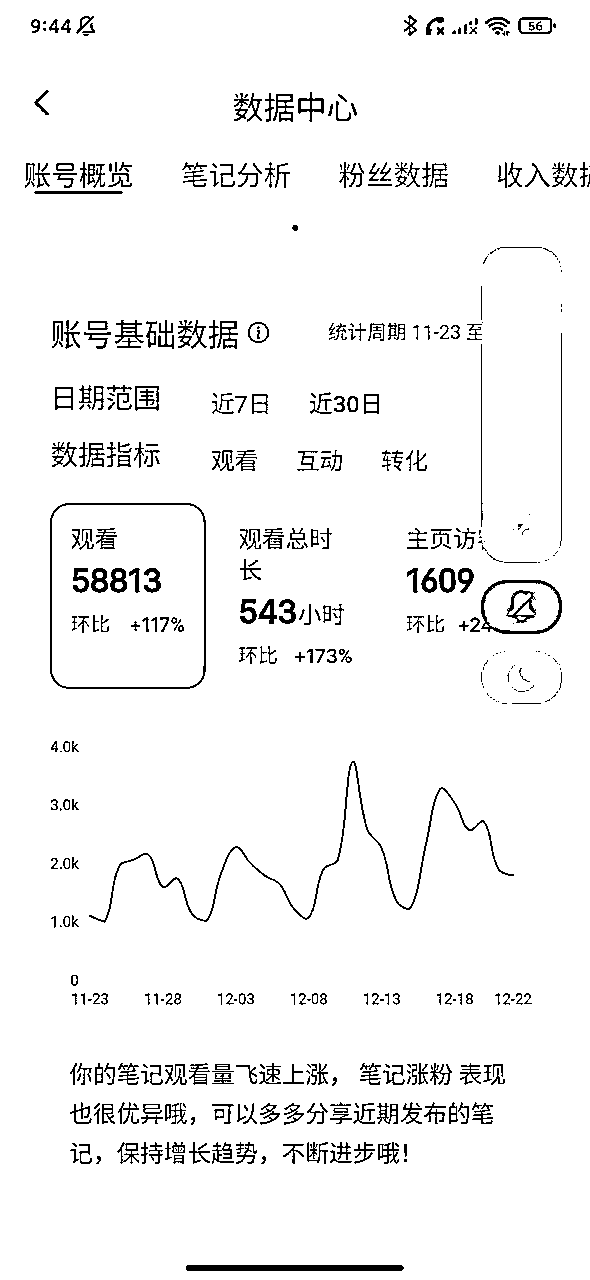 9:44
56
数据中心
账号概览 笔记分析 粉丝数据 收入数
账号基础数据 统计周期 11-23 至
日期范围 近7日 近30日
数据指标 观看 互动 转化
观看 观看总时长 主页访
58813 543小时 1609
环比 +117% 环比 +173% 环比 +24
4.0k
3.0k
2.0k
1.0k
0
11-23 11-28 12-03 12-08 12-13 12-18 12-22
你的笔记观看量飞速上涨， 笔记涨粉 表现
也很优异哦，可以多多分享近期发布的笔
记，保持增长趋势，不断进步哦！